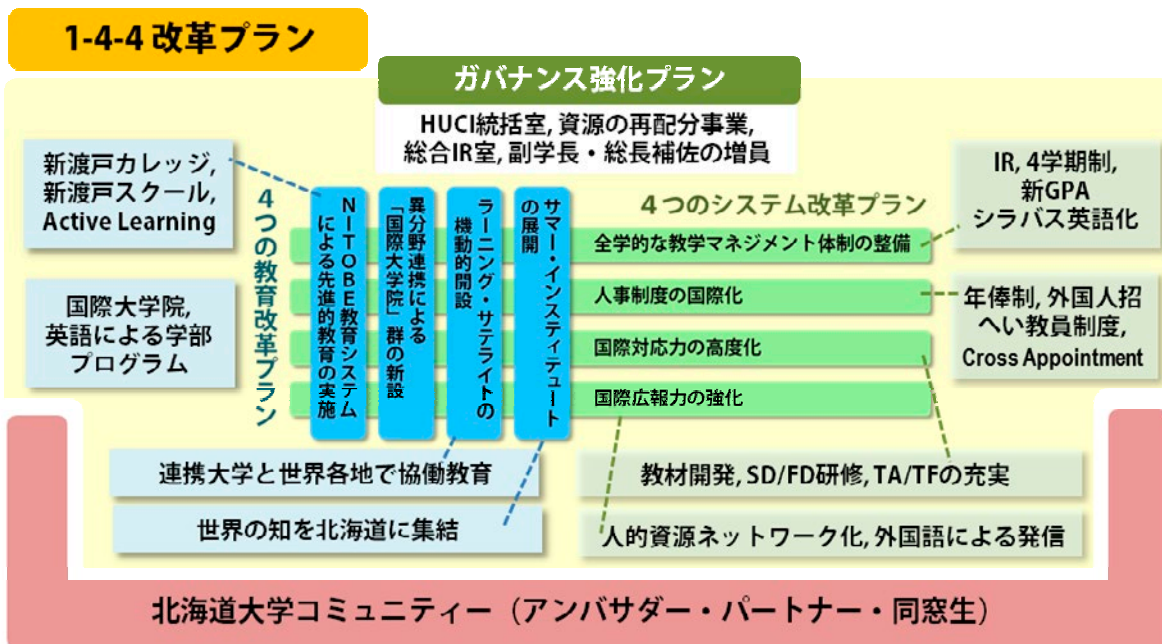 1-4-4 改革プラン
ガバナンス強化プラン
HUCI統括室, 資源の再配分事業,
総合IR室, 副学長・総長補佐の増員
新渡戸カレッジ,
新渡戸スクール,
Active Learning
国際大学院,
英語による学部
プログラム
4つの教育改革プラン
NITOBE教育システム
による先進的教育の実施
異分野連携による
「国際大学院」群の新設
ラーニング・サテライトの
機動的開設
サマー・インスティテュート
の展開
4つのシステム改革プラン
全学的な教学マネジメント体制の整備
人事制度の国際化
国際対応力の高度化
国際広報力の強化
IR, 4学期制,
新GPA
シラバス英語化
年俸制, 外国人招
へい教員制度,
Cross Appointment
連携大学と世界各地で協働教育
世界の知を北海道に集結
教材開発, SD/FD研修, TA/TFの充実
人的資源ネットワーク化, 外国語による発信
北海道大学コミュニティー（アンバサダー・パートナー・同窓生）